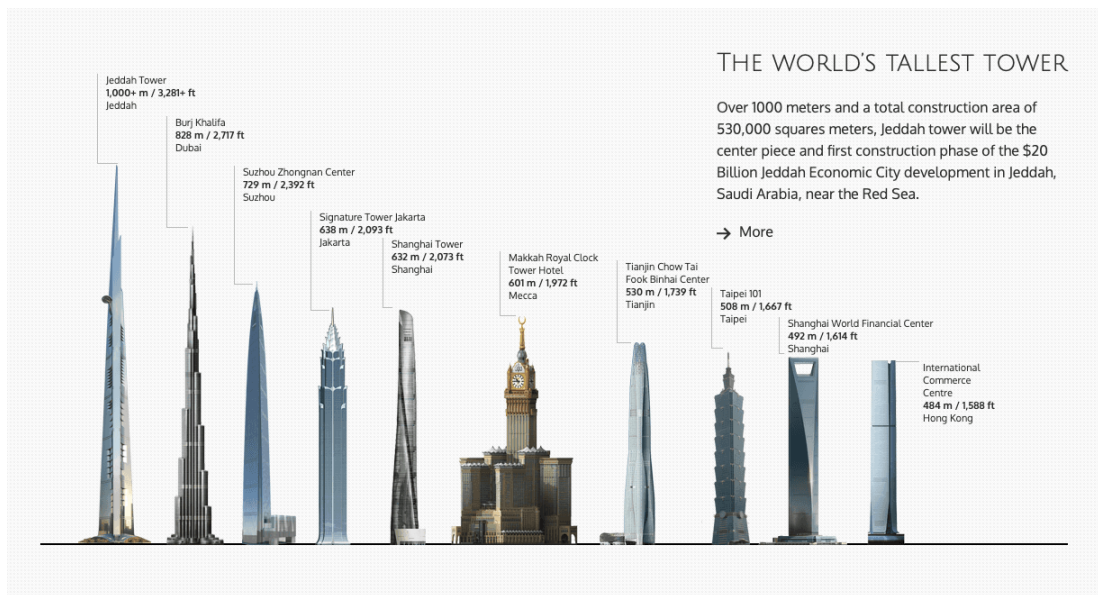 THE WORLD'S TALLEST TOWER
Over 1000 meters and a total construction area of
530,000 squares meters, Jeddah tower will be the
center piece and first construction phase of the $20
Billion Jeddah Economic City development in Jeddah,
Saudi Arabia, near the Red Sea.
→ More
Jeddah Tower
1,000+ m / 3,281+ ft
Jeddah
Burj Khalifa
828 m / 2,717 ft
Dubai
Suzhou Zhongnan Center
729 m / 2,392 ft
Suzhou
Signature Tower Jakarta
638 m / 2,093 ft
Jakarta
Shanghai Tower
632 m / 2,073 ft
Shanghai
Makkah Royal Clock
Tower Hotel
601 m / 1,972 ft
Mecca
Tianjin Chow Tai
Fook Binhai Center
530 m / 1,739 ft
Tianjin
Taipei 101
508 m / 1,667 ft
Taipei
Shanghai World Financial Center
492 m / 1,614 ft
Shanghai
International
Commerce
Centre
484 m / 1,588 ft
Hong Kong